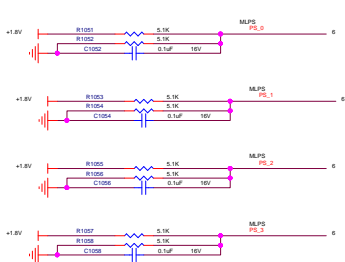 MLPS
R1051 5.1K PS_0
+1.8V 6
R1052 5.1K
C1052 0.1uF 16V
MLPS
R1053 5.1K PS_1
+1.8V 6
R1054 5.1K
C1054 0.1uF 16V
MLPS
R1055 5.1K PS_2
+1.8V 6
R1056 5.1K
C1056 0.1uF 16V
MLPS
R1057 5.1K PS_3
+1.8V 6
R1058 5.1K
C1058 0.1uF 16V